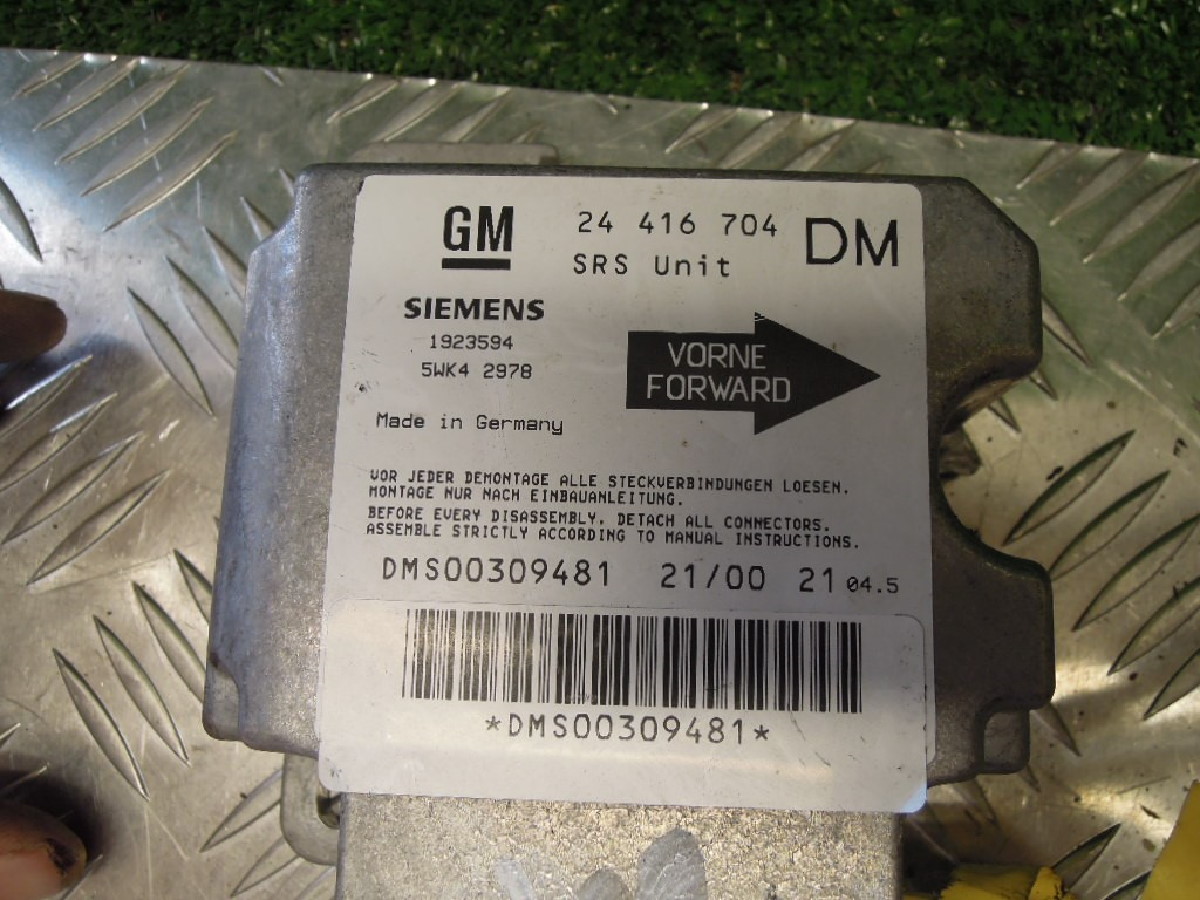 GM 24 416 704 DM
SRS Unit
SIEMENS
1923594
5WK4 2978
VORNE
FORWARD
Made in Germany
VOR JEDER DEMONTAGE ALLE STECKVERBINDUNGEN LOESEN.
MONTAGE NUR NACH EINBAUANLEITUNG.
BEFORE EVERY DISASSEMBLY. DETACH ALL CONNECTORS.
ASSEMBLE STRICTLY ACCORDING TO MANUAL INSTRUCTIONS.
DMS00309481 21/00 21 04.5
*DMS00309481*